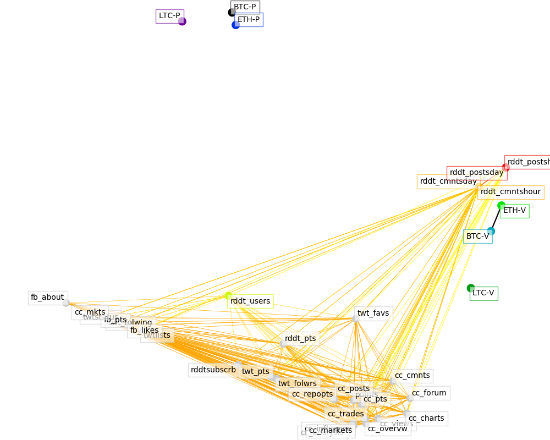 BTC-P
LTC-P
ETH-P
rddt_postsh
rddt_postsday
rddt_cmntsday
rddt_cmntshour
ETH-V
BTC-V
LTC-V
fb_about
rddt_users
cc_mkts
twt_favs
fb_likes
rddt_pts
rddtsubscrb
twt_pts
cc_cmnts
twt_folwrs
cc_posts
cc_repopts
cc_forum
cc_pts
cc_trades
cc_charts
cc_overvw
cc_markets